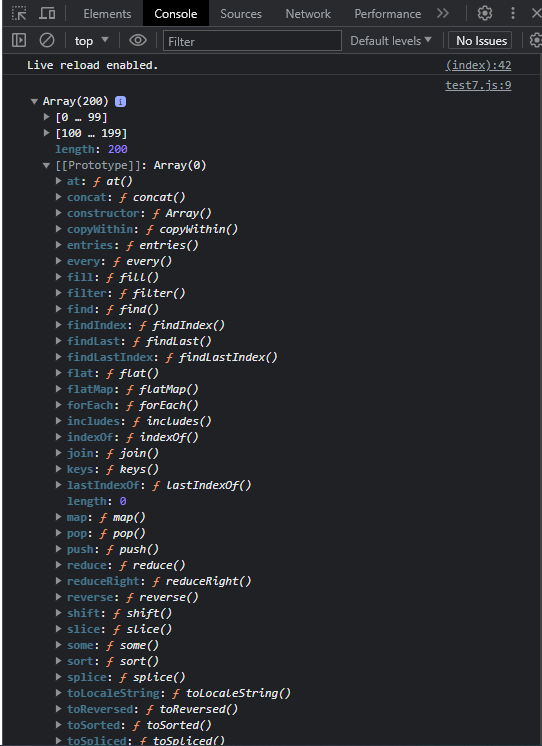 Elements Console Sources Network Performance
top Filter Default levels No Issues
Live reload enabled. (index):42
test7.js:9
Array(200) i
[0 … 99]
[100 … 199]
length: 200
[[Prototype]]: Array(0)
at: ƒ at()
concat: ƒ concat()
constructor: ƒ Array()
copyWithin: ƒ copyWithin()
entries: ƒ entries()
every: ƒ every()
fill: ƒ fill()
filter: ƒ filter()
find: ƒ find()
findIndex: ƒ findIndex()
findLast: ƒ findLast()
findLastIndex: ƒ findLastIndex()
flat: ƒ flat()
flatMap: ƒ flatMap()
forEach: ƒ forEach()
includes: ƒ includes()
indexOf: ƒ indexOf()
join: ƒ join()
keys: ƒ keys()
lastIndexOf: ƒ lastIndexOf()
length: 0
map: ƒ map()
pop: ƒ pop()
push: ƒ push()
reduce: ƒ reduce()
reduceRight: ƒ reduceRight()
reverse: ƒ reverse()
shift: ƒ shift()
slice: ƒ slice()
some: ƒ some()
sort: ƒ sort()
splice: ƒ splice()
toLocaleString: ƒ toLocaleString()
toReversed: ƒ toReversed()
toSorted: ƒ toSorted()
toSpliced: ƒ toSpliced()